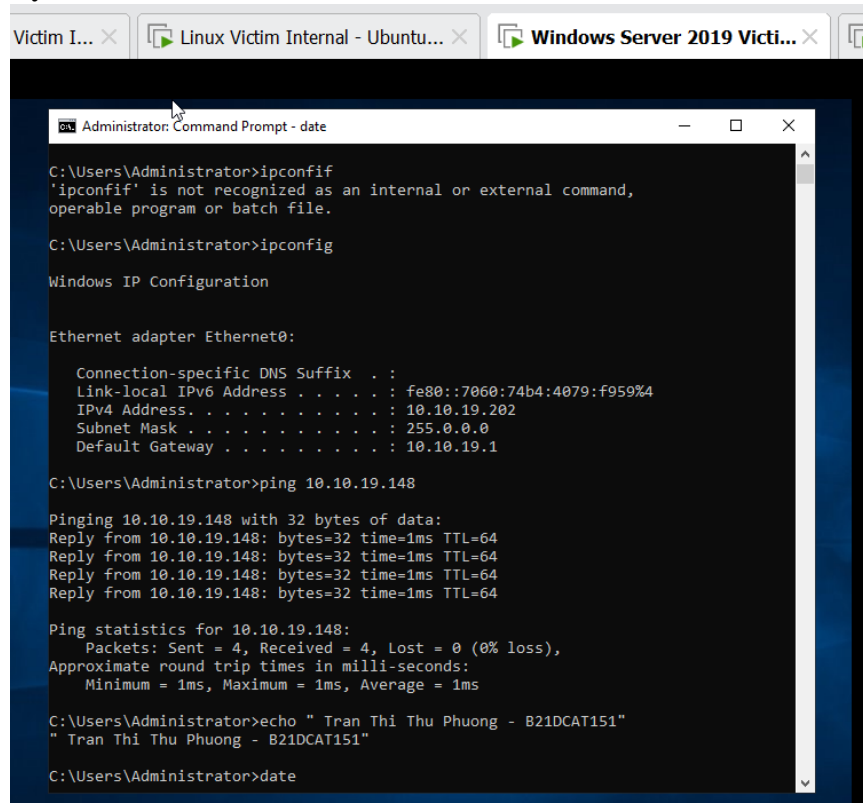 Victim I...
Linux Victim Internal - Ubuntu...
Windows Server 2019 Victi...
Administrator: Command Prompt - date
C:\Users\Administrator>ipconfif
'ipconfif' is not recognized as an internal or external command,
operable program or batch file.
C:\Users\Administrator>ipconfig
Windows IP Configuration
Ethernet adapter Ethernet0:
Connection-specific DNS Suffix . :
Link-local IPv6 Address . . . . . : fe80::7060:74b4:4079:f959%4
IPv4 Address. . . . . . . . . . . : 10.10.19.202
Subnet Mask . . . . . . . . . . . : 255.0.0.0
Default Gateway . . . . . . . . . : 10.10.19.1
C:\Users\Administrator>ping 10.10.19.148
Pinging 10.10.19.148 with 32 bytes of data:
Reply from 10.10.19.148: bytes=32 time=1ms TTL=64
Reply from 10.10.19.148: bytes=32 time=1ms TTL=64
Reply from 10.10.19.148: bytes=32 time=1ms TTL=64
Reply from 10.10.19.148: bytes=32 time=1ms TTL=64
Ping statistics for 10.10.19.148:
Packets: Sent = 4, Received = 4, Lost = 0 (0% loss),
Approximate round trip times in milli-seconds:
Minimum = 1ms, Maximum = 1ms, Average = 1ms
C:\Users\Administrator>echo " Tran Thi Thu Phuong - B21DCAT151"
" Tran Thi Thu Phuong - B21DCAT151"
C:\Users\Administrator>date